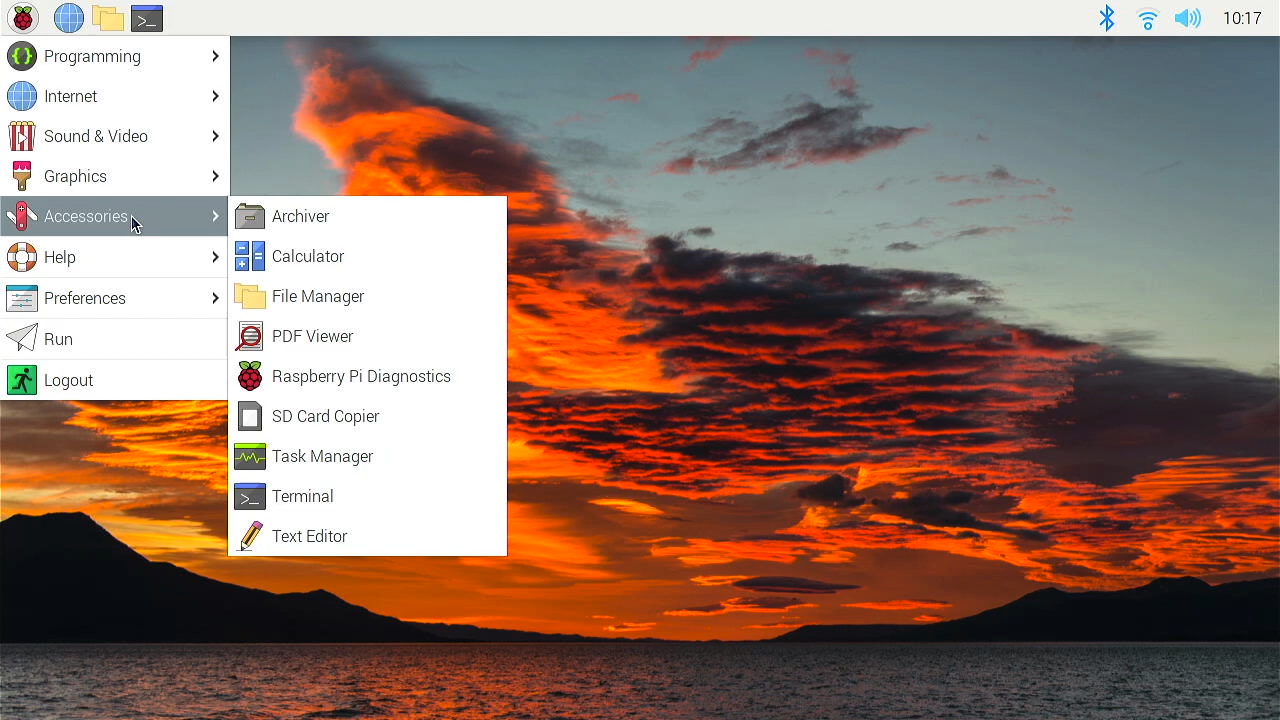 10:17
Programming
Internet
Sound & Video
Graphics
Accessories
Help
Preferences
Run
Logout
Archiver
Calculator
File Manager
PDF Viewer
Raspberry Pi Diagnostics
SD Card Copier
Task Manager
Terminal
Text Editor